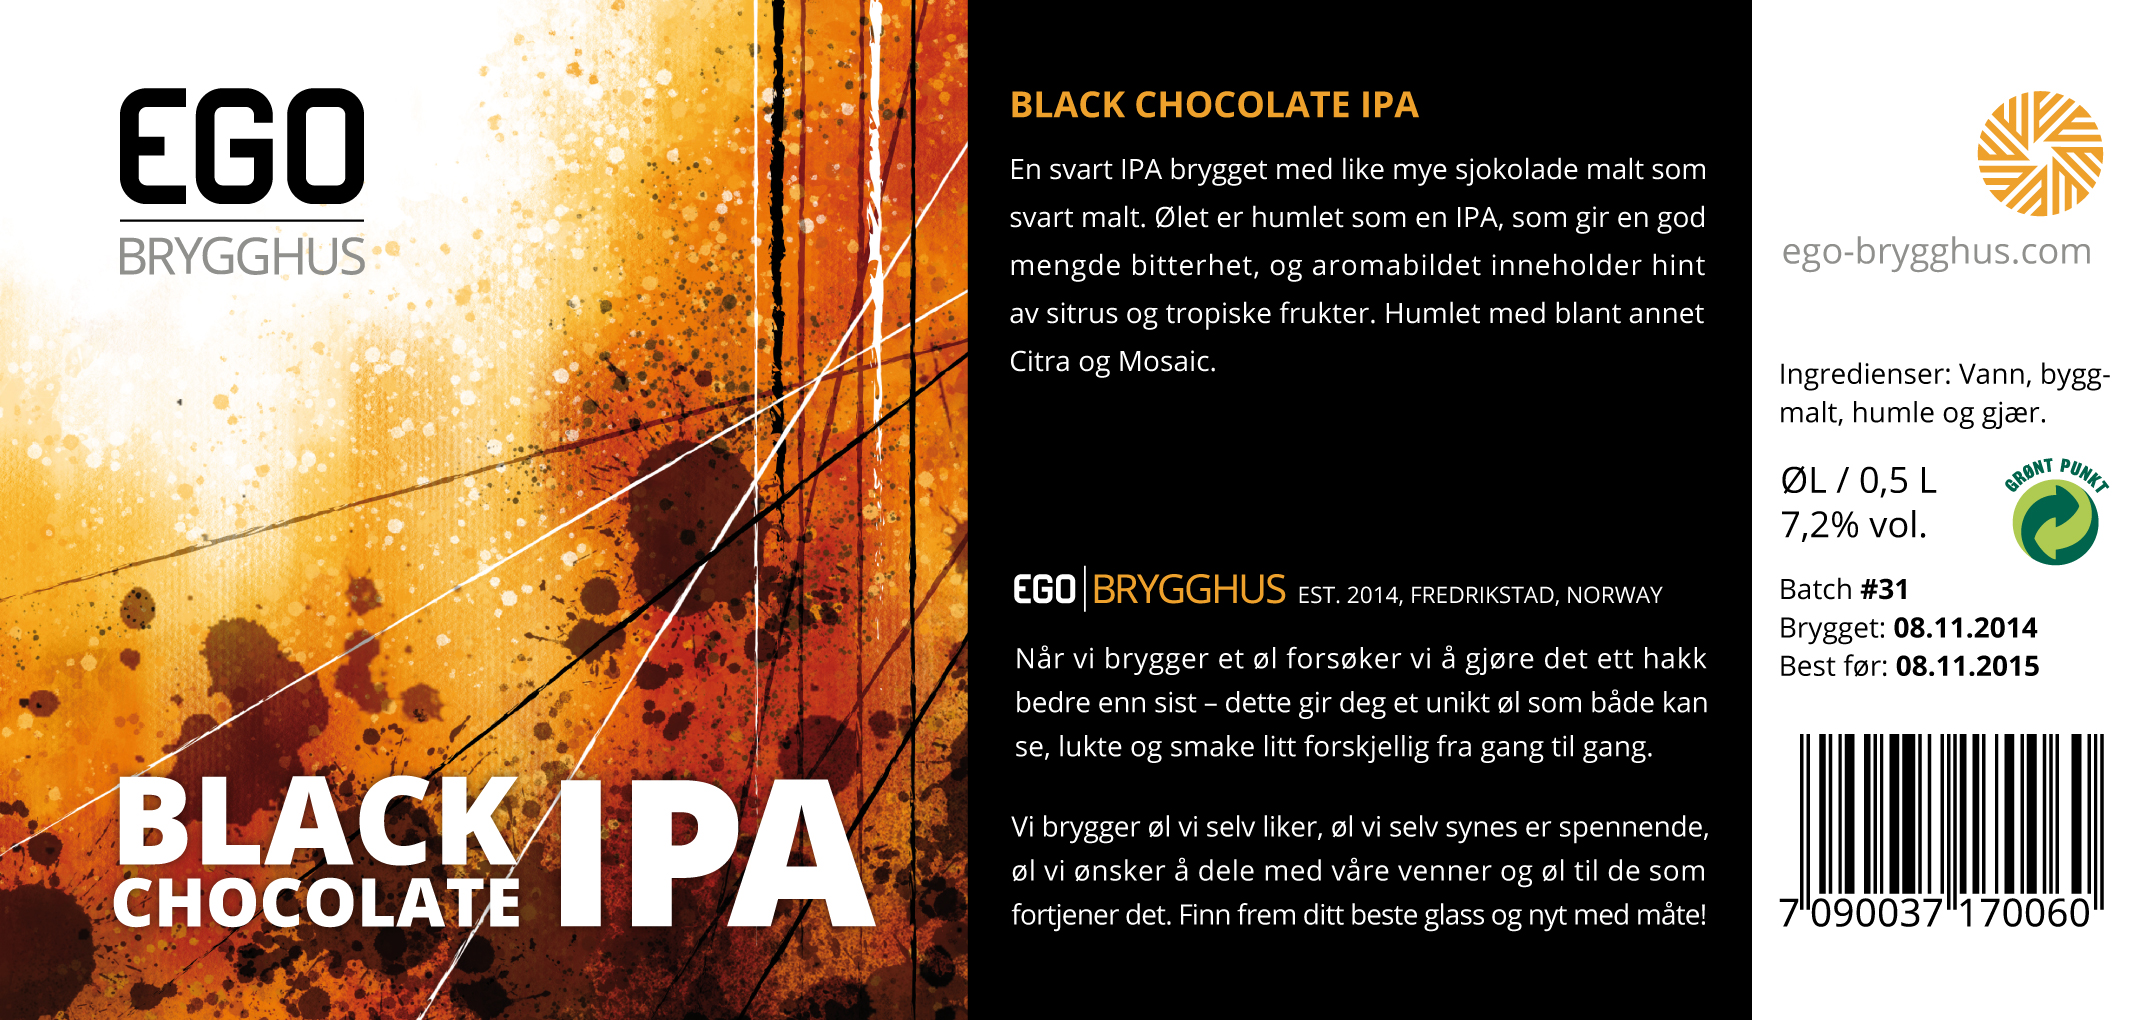 EGO
BRYGGHUS
BLACK
CHOCOLATE
IPA
BLACK CHOCOLATE IPA
En svart IPA brygget med like mye sjokolade malt som
svart malt. Ølet er humlet som en IPA, som gir en god
mengde bitterhet, og aromabildet inneholder hint
av sitrus og tropiske frukter. Humlet med blant annet
Citra og Mosaic.
EGO BRYGGHUS EST. 2014, FREDRIKSTAD, NORWAY
Når vi brygger et øl forsøker vi å gjøre det ett hakk
bedre enn sist – dette gir deg et unikt øl som både kan
se, lukte og smake litt forskjellig fra gang til gang.
Vi brygger øl vi selv liker, øl vi selv synes er spennende,
øl vi ønsker å dele med våre venner og øl til de som
fortjener det. Finn frem ditt beste glass og nyt med måte!
ego-brygghus.com
Ingredienser: Vann, bygg-
malt, humle og gjær.
ØL / 0,5 L
7,2% vol.
GRØNT PUNKT
Batch #31
Brygget: 08.11.2014
Best før: 08.11.2015
7 090037 170060